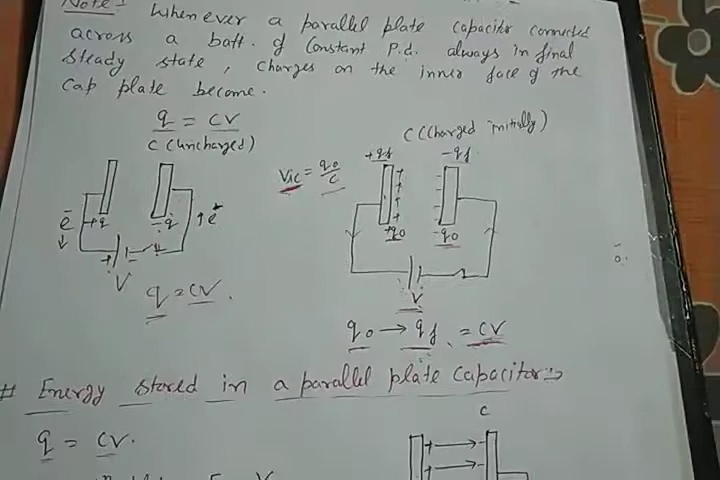 Note :-
Whenever a parallel plate capacitor connected
across a batt. of Constant P.d. always in final
Steady state, charges on the inner face of the
cap plate become.
q = CV
C (Uncharged)
C (Charged initially)
Vic = q0/C
+qf
-qf
+q
-q
e-
e-
+q0
-q0
V
q = CV.
V
q0 → qf = CV
# Energy stored in a parallel plate Capacitor :-
q = CV.
C